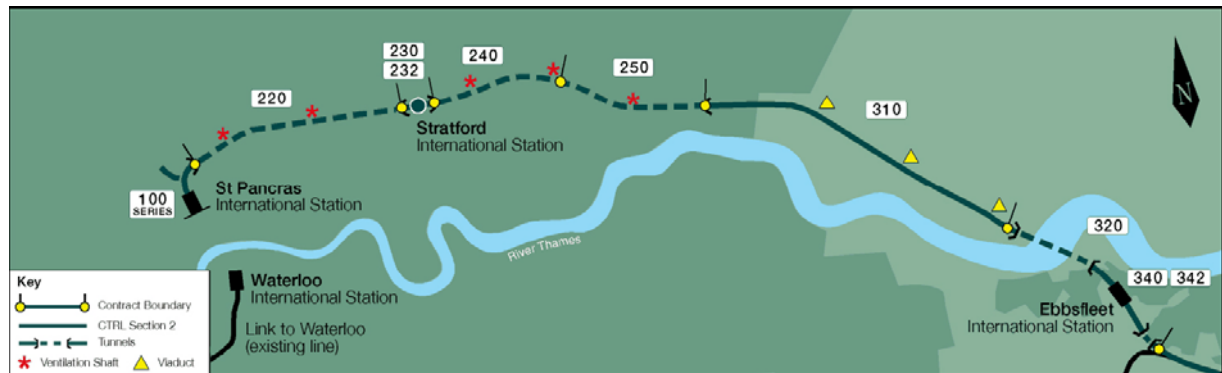 230
232
240
250
220
310
Stratford
International Station
100
SERIES
St Pancras
International Station
320
River Thames
340 342
Waterloo
International Station
Ebbsfleet
International Station
Link to Waterloo
(existing line)
N
Key
Contract Boundary
CTRL Section 2
Tunnels
Ventilation Shaft
Viaduct